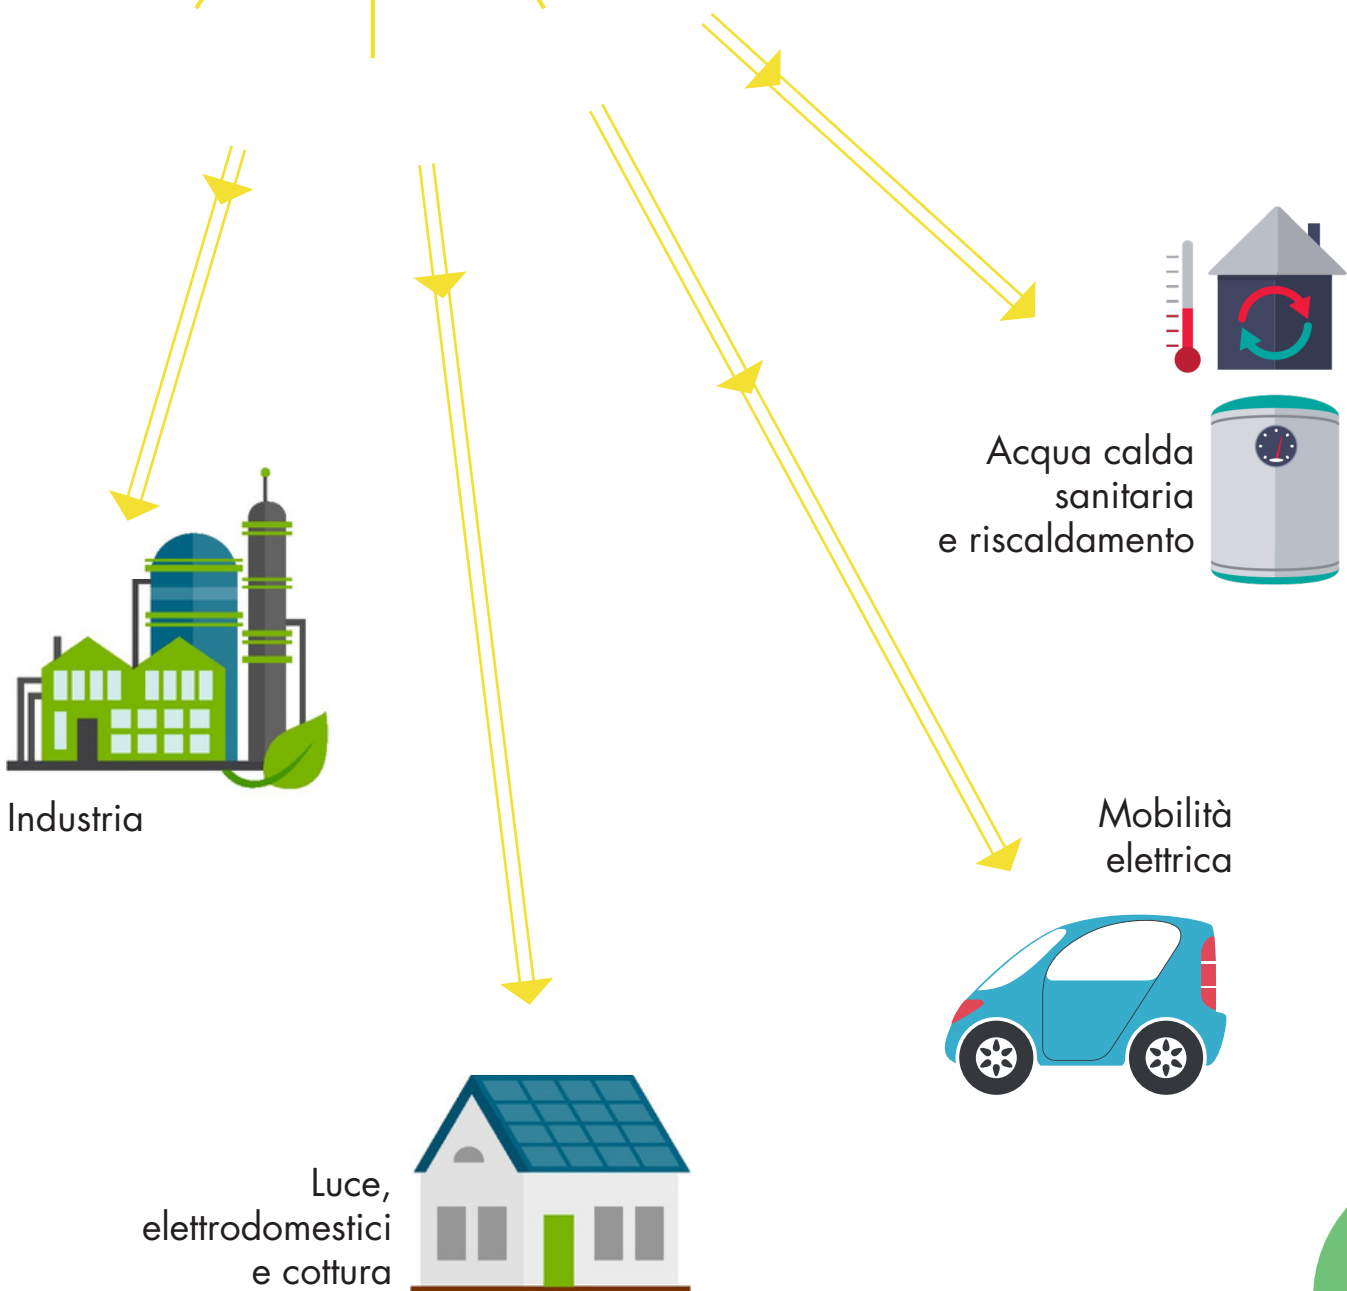 Acqua calda
sanitaria
e riscaldamento
Industria
Mobilità
elettrica
Luce,
elettrodomestici
e cottura